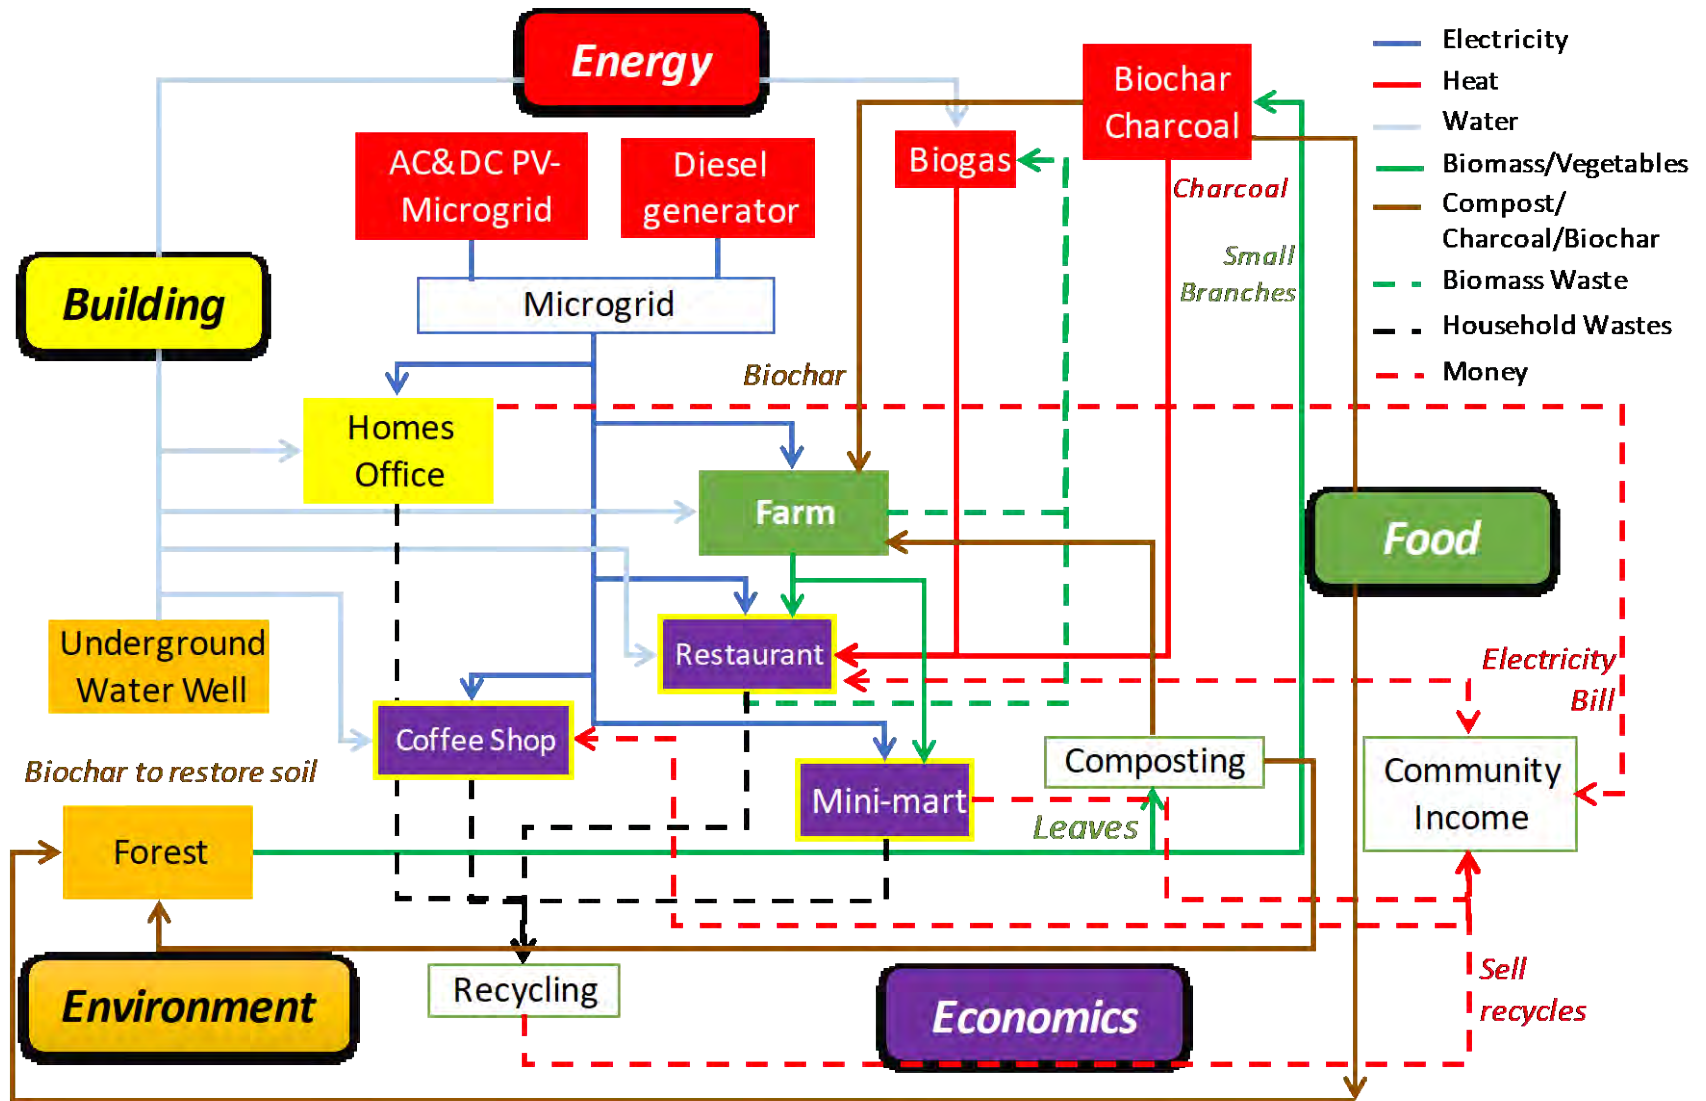 Energy
Biochar
Charcoal
Electricity
Heat
Water
Biomass/Vegetables
Compost/
Charcoal/Biochar
Biomass Waste
Household Wastes
Money
AC&DC PV-
Microgrid
Diesel
generator
Biogas
Charcoal
Small
Branches
Building
Microgrid
Biochar
Homes
Office
Farm
Food
Underground
Water Well
Restaurant
Electricity
Bill
Coffee Shop
Biochar to restore soil
Mini-mart
Composting
Leaves
Community
Income
Forest
Environment
Recycling
Economics
Sell
recycles